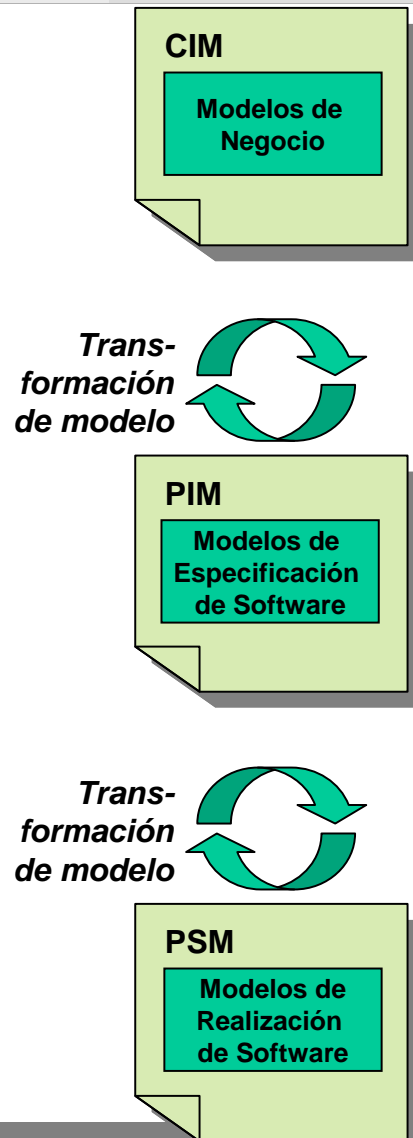 CIM
Modelos de
Negocio
Trans-
formación
de modelo
PIM
Modelos de
Especificación
de Software
Trans-
formación
de modelo
PSM
Modelos de
Realización
de Software